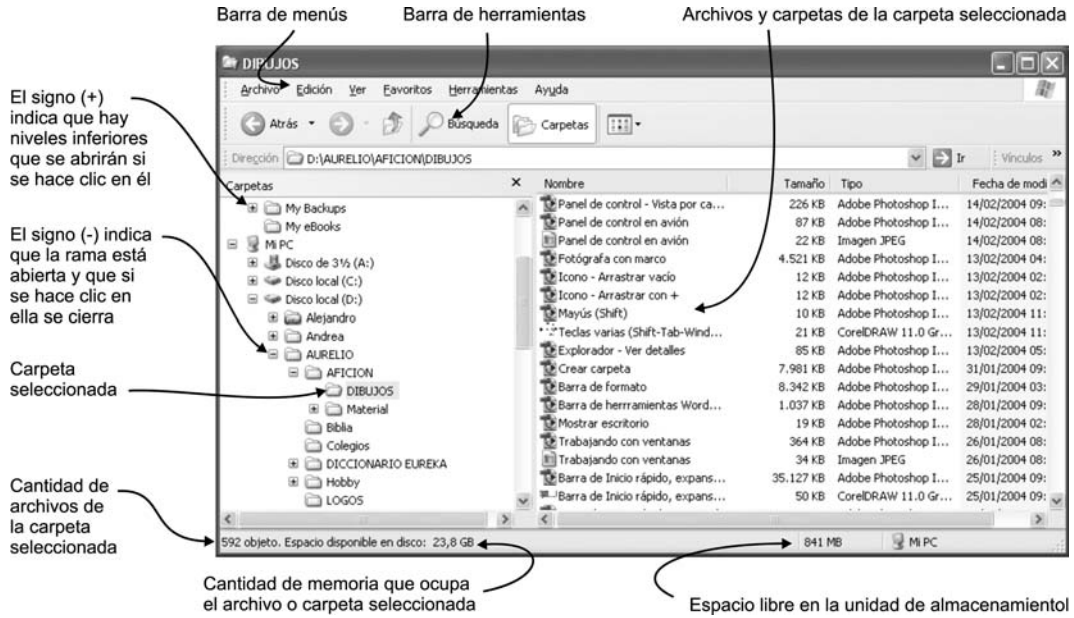 Barra de menús
Barra de herramientas
Archivos y carpetas de la carpeta seleccionada
DIBUJOS
Archivo Edición Ver Favoritos Herramientas Ayuda
Atrás Búsqueda Carpetas
Dirección D:\AURELIO\AFICION\DIBUJOS Ir Vínculos »
El signo (+)
indica que hay
niveles inferiores
que se abrirán si
se hace clic en él
El signo (-) indica
que la rama está
abierta y que si
se hace clic en
ella se cierra
Carpeta
seleccionada
Cantidad de
archivos de
la carpeta
seleccionada
Carpetas
My Backups
My eBooks
Mi PC
Disco de 3½ (A:)
Disco local (C:)
Disco local (D:)
Alejandro
Andrea
AURELIO
AFICION
DIBUJOS
Material
Biblia
Colegios
DICCIONARIO EUREKA
Hobby
LOGOS
Nombre Tamaño Tipo Fecha de modi
Panel de control - Vista por ca... 226 KB Adobe Photoshop I... 14/02/2004 09:
Panel de control en avión 87 KB Adobe Photoshop I... 14/02/2004 08:
Panel de control en avión 22 KB Imagen JPEG 14/02/2004 08:
Fotógrafa con marco 4.521 KB Adobe Photoshop I... 13/02/2004 04:
Icono - Arrastrar vacío 12 KB Adobe Photoshop I... 13/02/2004 02:
Icono - Arrastrar con + 12 KB Adobe Photoshop I... 13/02/2004 02:
Mayús (Shift) 10 KB Adobe Photoshop I... 13/02/2004 11:
Teclas varias (Shift-Tab-Wind... 21 KB CorelDRAW 11.0 Gr... 13/02/2004 11:
Explorador - Ver detalles 85 KB Adobe Photoshop I... 13/02/2004 05:
Crear carpeta 7.981 KB Adobe Photoshop I... 31/01/2004 09:
Barra de formato 8.342 KB Adobe Photoshop I... 29/01/2004 03:
Barra de herrramientas Word... 1.037 KB Adobe Photoshop I... 28/01/2004 09:
Mostrar escritorio 19 KB Adobe Photoshop I... 28/01/2004 02:
Trabajando con ventanas 364 KB Adobe Photoshop I... 26/01/2004 08:
Trabajando con ventanas 34 KB Imagen JPEG 26/01/2004 08:
Barra de Inicio rápido, expans... 35.127 KB Adobe Photoshop I... 25/01/2004 09:
Barra de Inicio rápido, expans... 50 KB CorelDRAW 11.0 Gr... 25/01/2004 09:
592 objeto. Espacio disponible en disco: 23,8 GB 841 MB Mi PC
Cantidad de memoria que ocupa
el archivo o carpeta seleccionada
Espacio libre en la unidad de almacenamientol